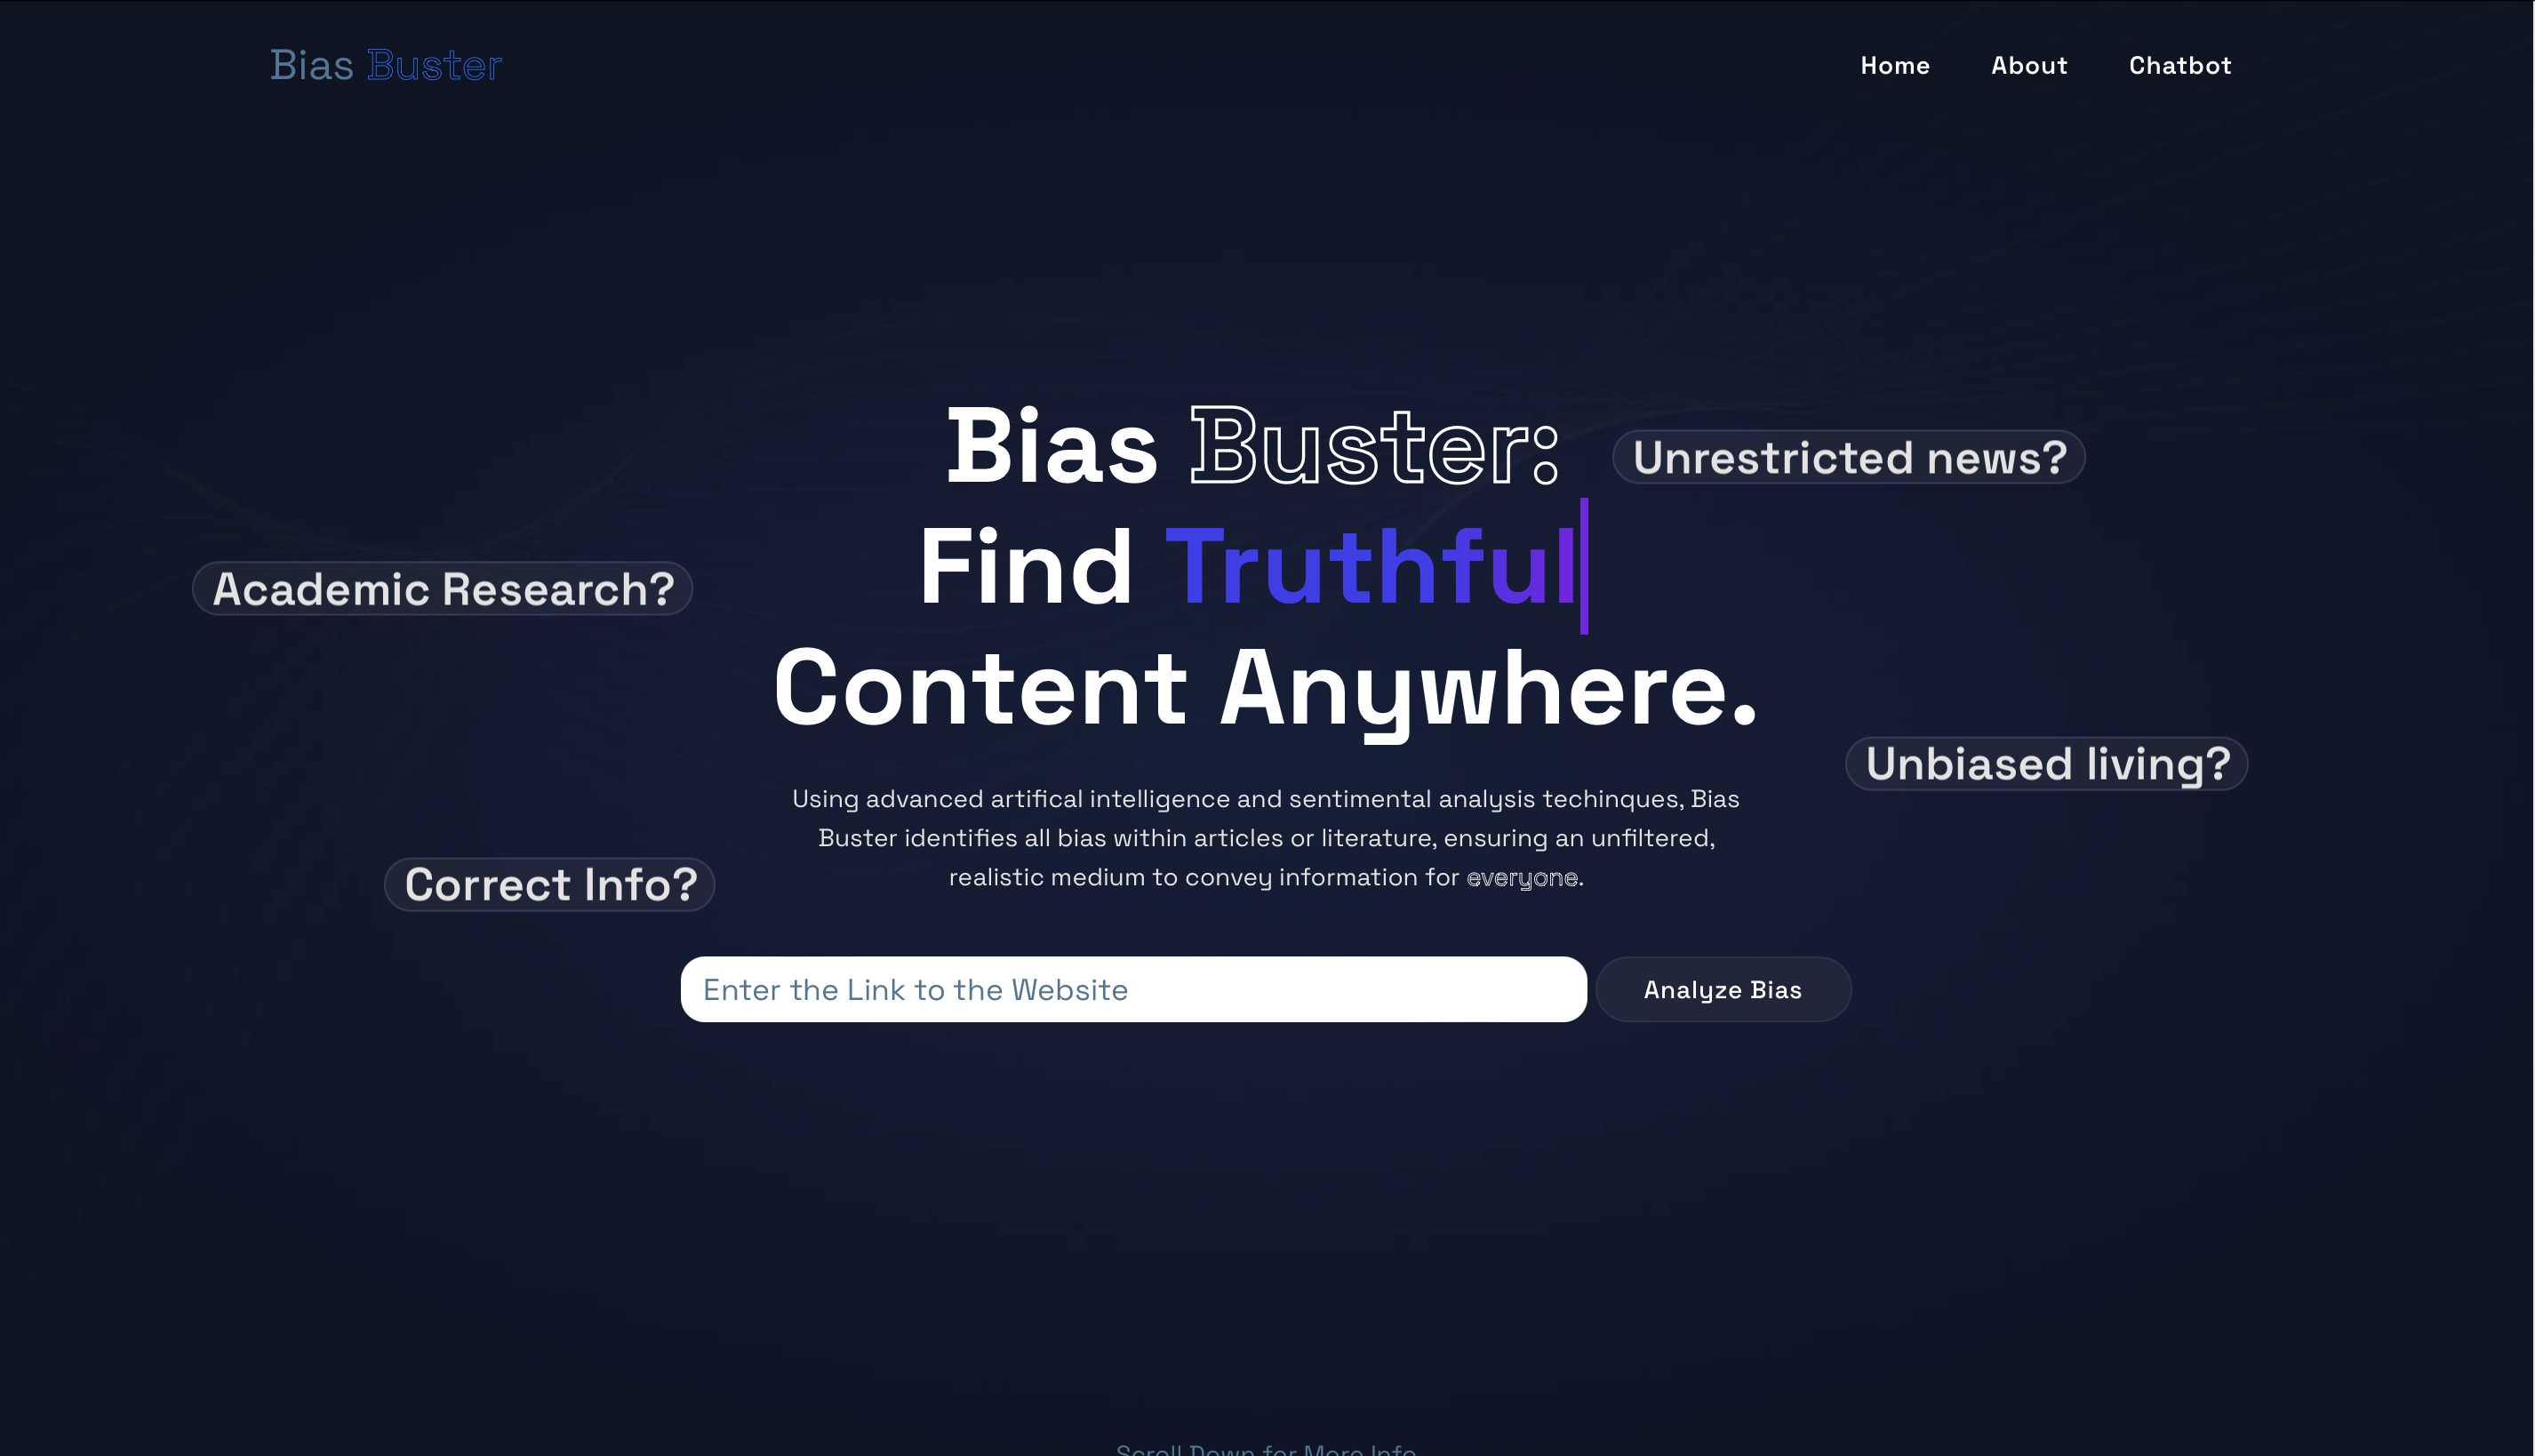 Bias Buster
Home About Chatbot
Bias Buster:
Unrestricted news?
Find Truthful
Academic Research?
Content Anywhere.
Unbiased living?
Using advanced artifical intelligence and sentimental analysis techinques, Bias
Buster identifies all bias within articles or literature, ensuring an unfiltered,
realistic medium to convey information for everyone.
Correct Info?
Enter the Link to the Website
Analyze Bias
Scroll Down for More Info